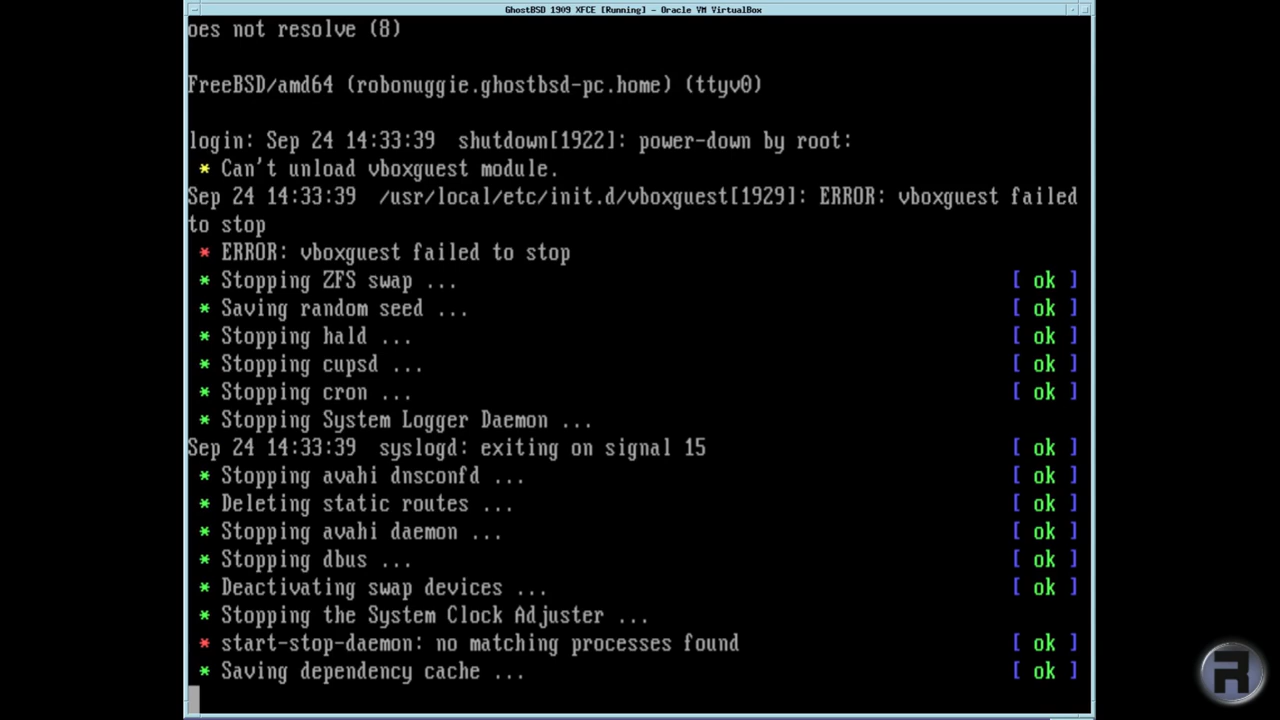 GhostBSD 1909 XFCE [Running] - Oracle VM VirtualBox
oes not resolve (8)
FreeBSD/amd64 (robonuggie.ghostbsd-pc.home) (ttyv0)
login: Sep 24 14:33:39  shutdown[1922]: power-down by root:
* Can't unload vboxguest module.
Sep 24 14:33:39  /usr/local/etc/init.d/vboxguest[1929]: ERROR: vboxguest failed
to stop
* ERROR: vboxguest failed to stop
* Stopping ZFS swap ... [ ok ]
* Saving random seed ... [ ok ]
* Stopping hald ... [ ok ]
* Stopping cupsd ... [ ok ]
* Stopping cron ... [ ok ]
* Stopping System Logger Daemon ...
Sep 24 14:33:39  syslogd: exiting on signal 15 [ ok ]
* Stopping avahi dnsconfd ... [ ok ]
* Deleting static routes ... [ ok ]
* Stopping avahi daemon ... [ ok ]
* Stopping dbus ... [ ok ]
* Deactivating swap devices ... [ ok ]
* Stopping the System Clock Adjuster ...
* start-stop-daemon: no matching processes found [ ok ]
* Saving dependency cache ... [ ok ]
R